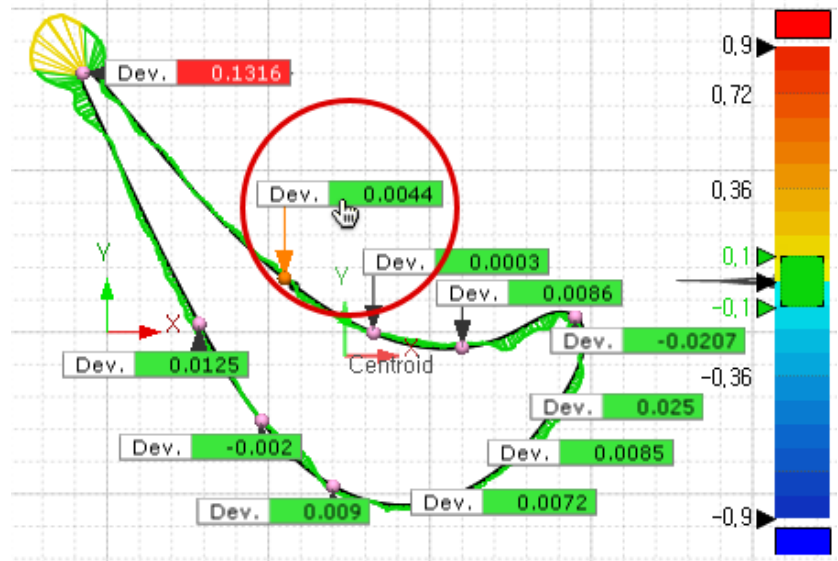 0,9
Dev. 0.1316
0,72
Dev. 0.0044
0,36
Y
Y
0,1
Dev. 0.0003
Dev. 0.0086
-0,1
X
X
Dev. -0.0207
Centroid
Dev. 0.0125
-0,36
Dev. 0.025
Dev. -0.002
Dev. 0.0085
Dev. 0.0072
Dev. 0.009
-0,9